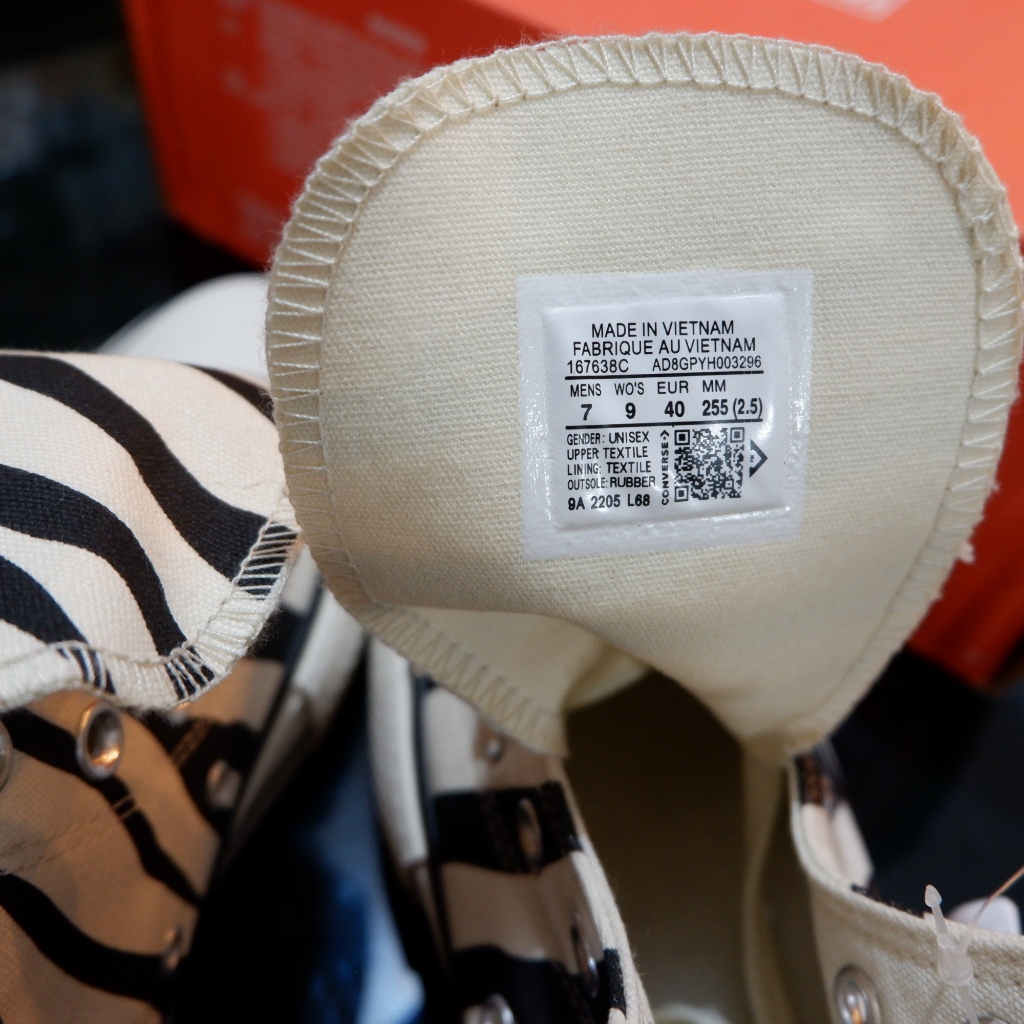 MADE IN VIETNAM
FABRIQUE AU VIETNAM
167638C AD8GPYH003296
MENS WO'S EUR MM
7 9 40 255 (2.5)
GENDER: UNISEX
UPPER: TEXTILE
LINING: TEXTILE
OUTSOLE: RUBBER
9A 2205 L68
CONVERSE